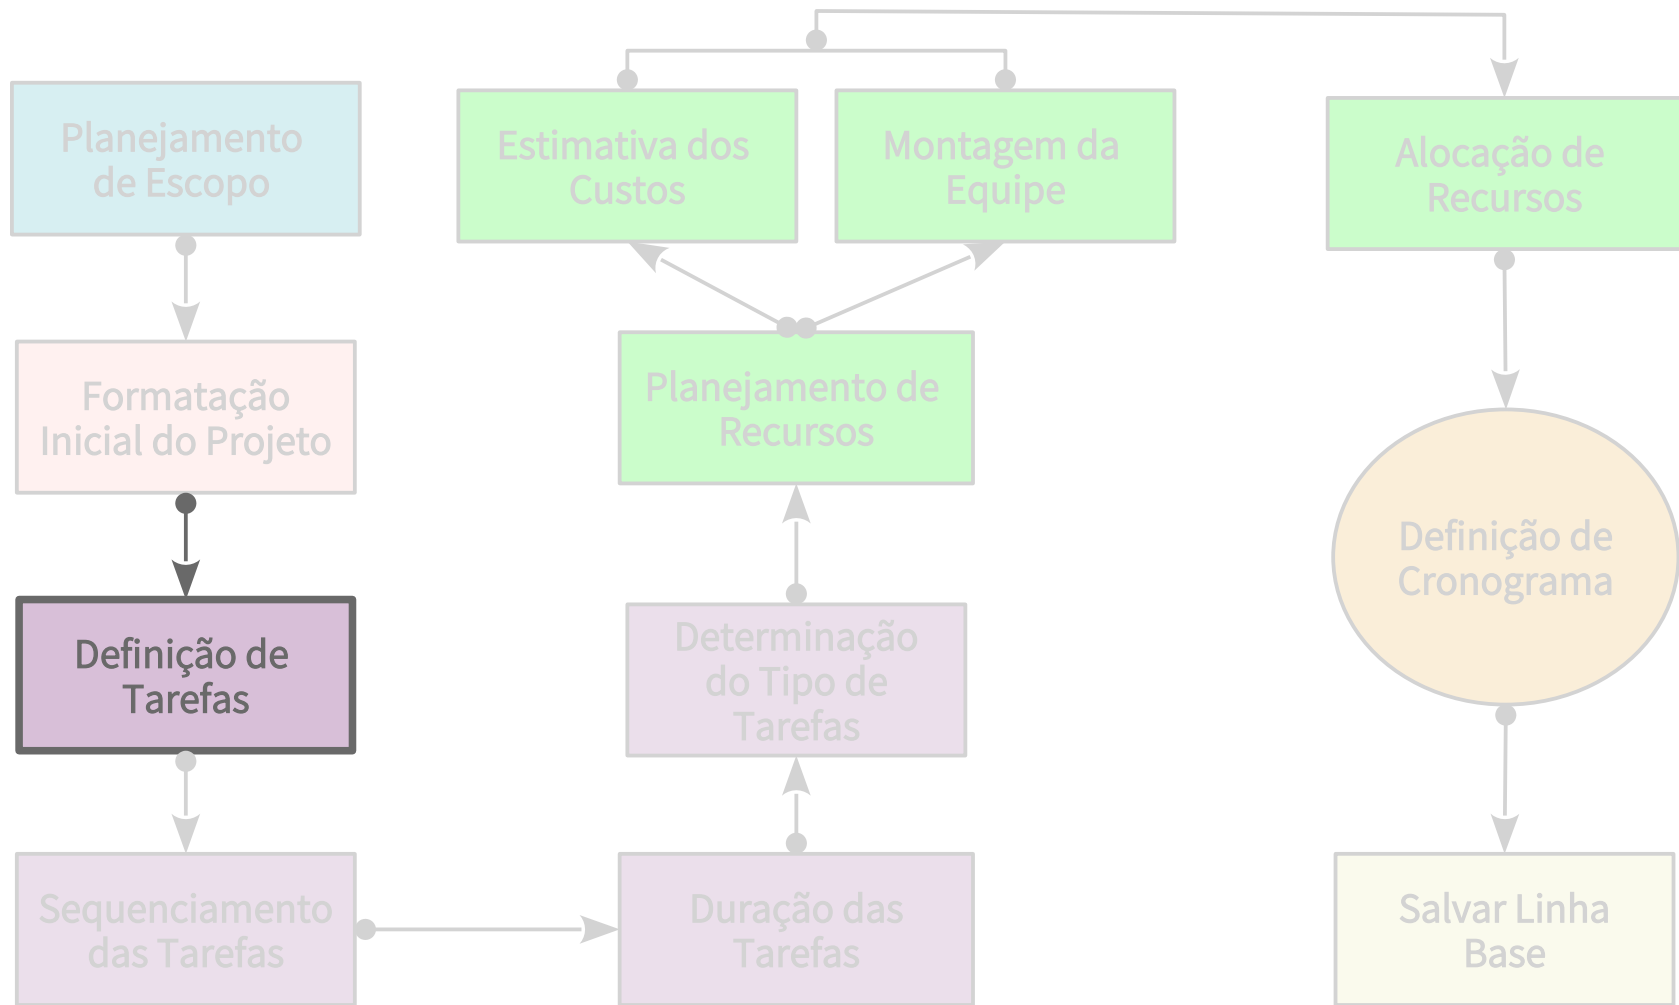 Planejamento
de Escopo
Formatação
Inicial do Projeto
Definição de
Tarefas
Sequenciamento
das Tarefas
Duração das
Tarefas
Determinação
do Tipo de
Tarefas
Planejamento de
Recursos
Estimativa dos
Custos
Montagem da
Equipe
Alocação de
Recursos
Definição de
Cronograma
Salvar Linha
Base